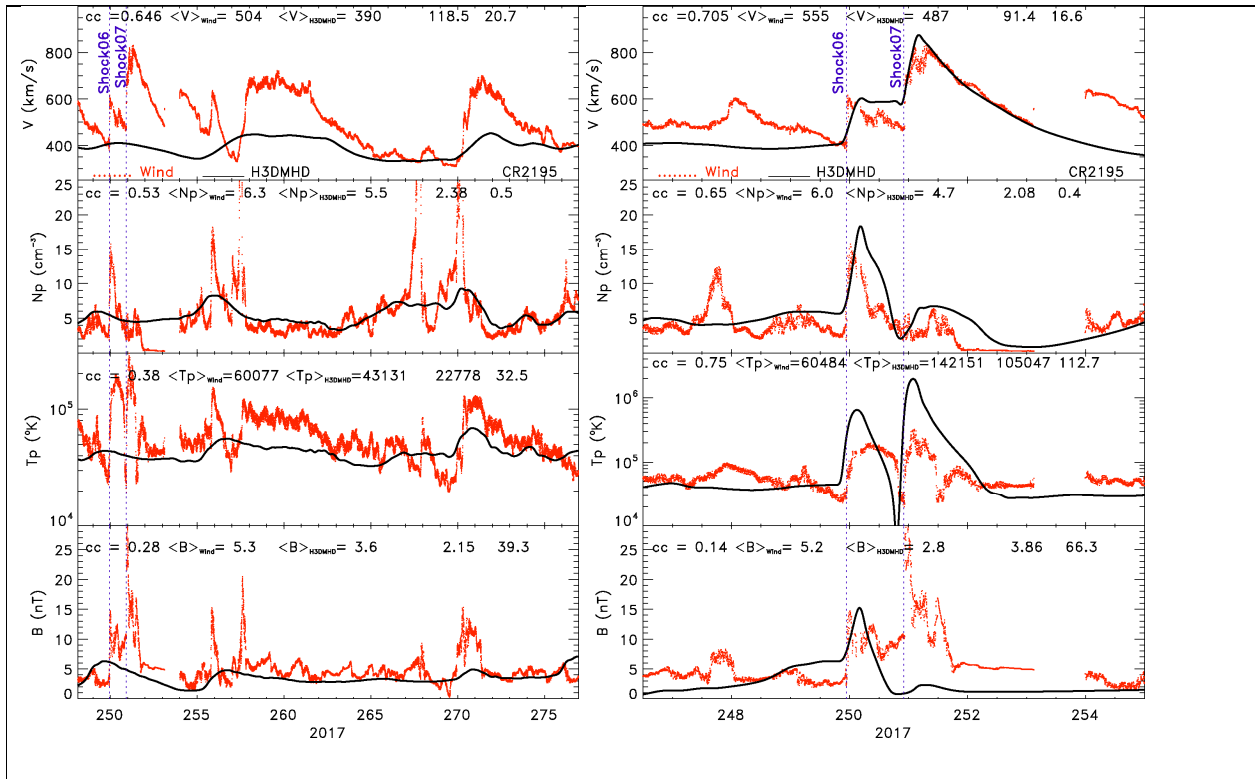 cc =0.646 <V>Wind= 504 <V>H3DMHD= 390 118.5 20.7
Shock06
Shock07
800
600
400
V (km/s)
Wind H3DMHD CR2195
cc = 0.53 <Np>Wind= 6.3 <Np>H3DMHD= 5.5 2.38 0.5
25
20
15
10
5
Np (cm⁻³)
cc = 0.38 <Tp>Wind=60077 <Tp>H3DMHD=43131 22778 32.5
10⁵
10⁴
Tp (°K)
cc = 0.28 <B>Wind= 5.3 <B>H3DMHD= 3.6 2.15 39.3
25
20
15
10
5
0
B (nT)
250 255 260 265 270 275
2017
cc =0.705 <V>Wind= 555 <V>H3DMHD= 487 91.4 16.6
Shock06
Shock07
800
600
400
V (km/s)
Wind H3DMHD CR2195
cc = 0.65 <Np>Wind= 6.0 <Np>H3DMHD= 4.7 2.08 0.4
25
20
15
10
5
Np (cm⁻³)
cc = 0.75 <Tp>Wind=60484 <Tp>H3DMHD=142151 105047 112.7
10⁶
10⁵
10⁴
Tp (°K)
cc = 0.14 <B>Wind= 5.2 <B>H3DMHD= 2.8 3.86 66.3
25
20
15
10
5
0
B (nT)
248 250 252 254
2017